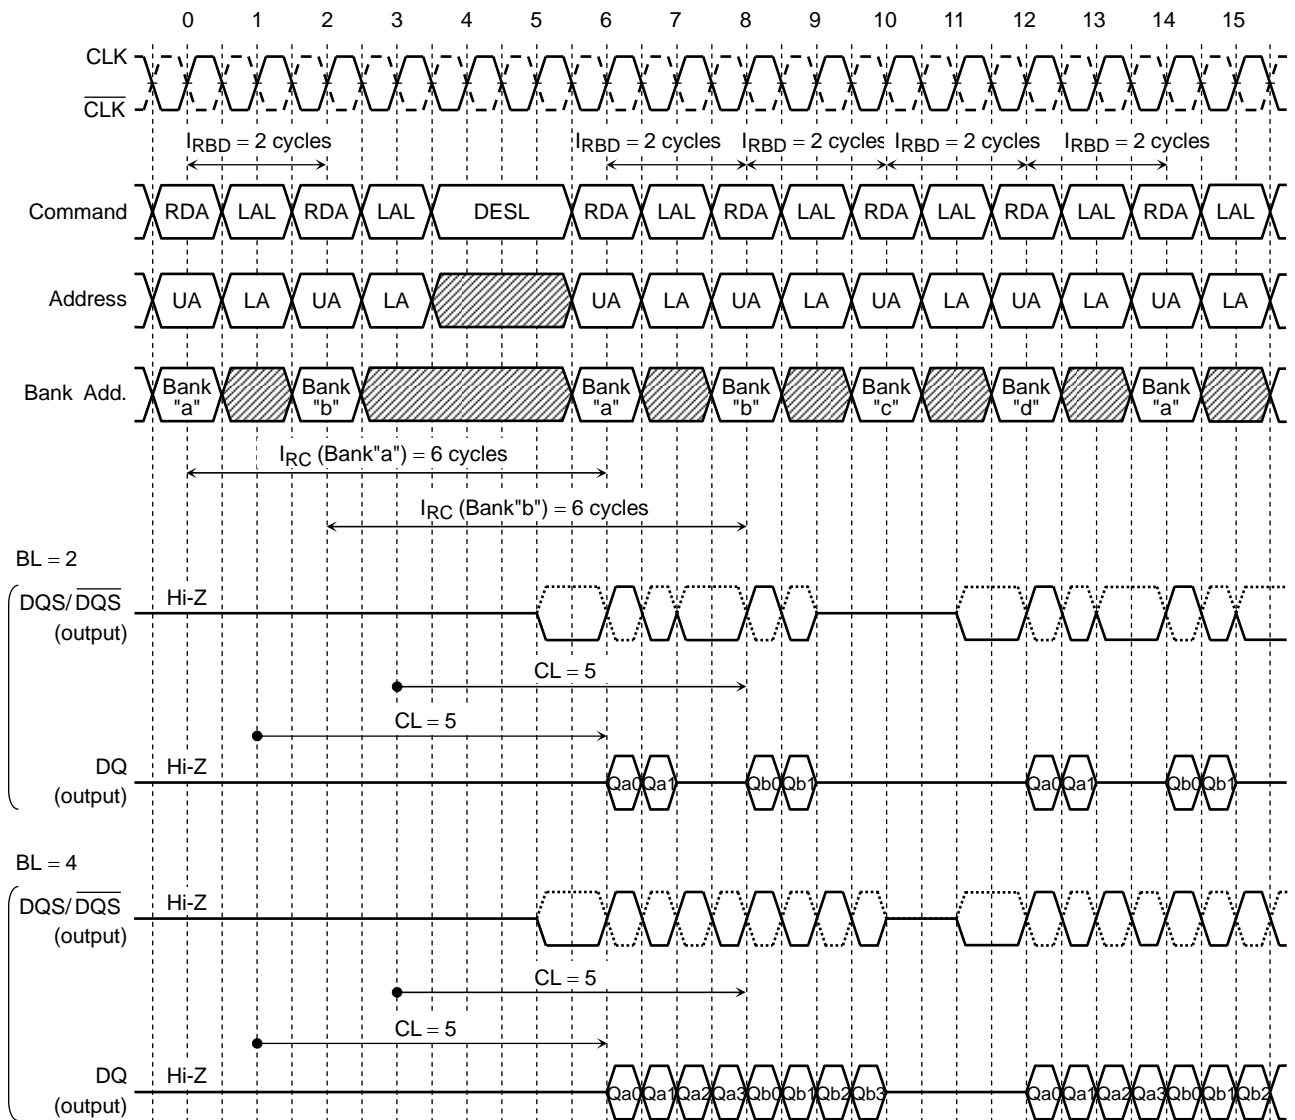 0 1 2 3 4 5 6 7 8 9 10 11 12 13 14 15
CLK
CLK
IRBD = 2 cycles IRBD = 2 cycles IRBD = 2 cycles IRBD = 2 cycles IRBD = 2 cycles
Command RDA LAL RDA LAL DESL RDA LAL RDA LAL RDA LAL RDA LAL RDA LAL
Address UA LA UA LA UA LA UA LA UA LA UA LA UA LA
Bank Add. Bank "a" Bank "b" Bank "a" Bank "b" Bank "c" Bank "d" Bank "a"
IRC (Bank"a") = 6 cycles
IRC (Bank"b") = 6 cycles
BL = 2
DQS/DQS Hi-Z
(output)
CL = 5
CL = 5
DQ Hi-Z Qa0 Qa1 Qb0 Qb1 Qa0 Qa1 Qb0 Qb1
(output)
BL = 4
DQS/DQS Hi-Z
(output)
CL = 5
CL = 5
DQ Hi-Z Qa0 Qa1 Qa2 Qa3 Qb0 Qb1 Qb2 Qb3 Qa0 Qa1 Qa2 Qa3 Qb0 Qb1 Qb2
(output)